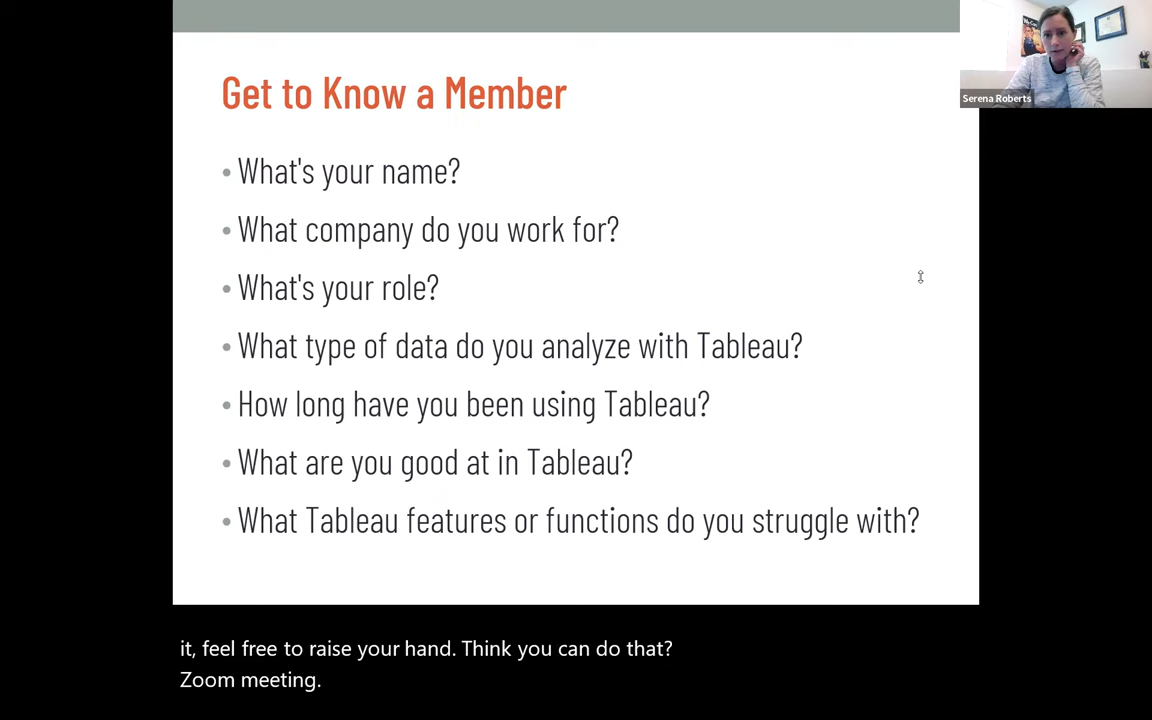 Get to Know a Member
• What's your name?
• What company do you work for?
• What's your role?
• What type of data do you analyze with Tableau?
• How long have you been using Tableau?
• What are you good at in Tableau?
• What Tableau features or functions do you struggle with?
Serena Roberts
it, feel free to raise your hand. Think you can do that?
Zoom meeting.